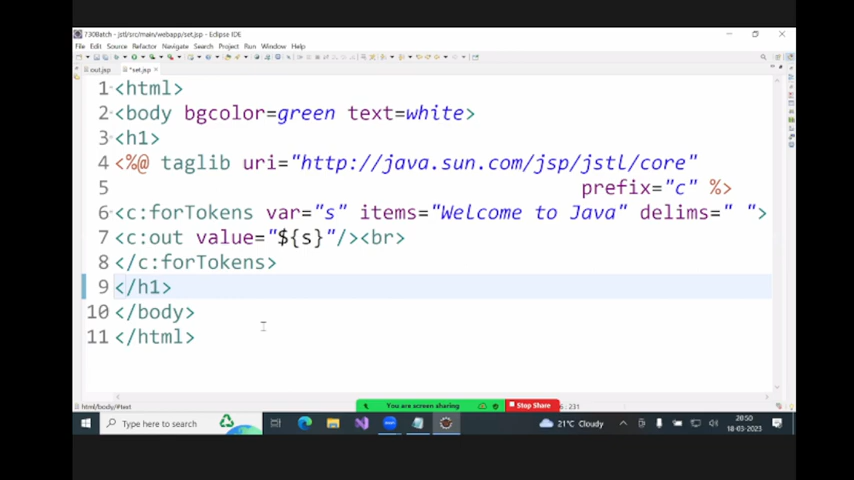 730Batch - jstl/src/main/webapp/set.jsp - Eclipse IDE
File Edit Source Refactor Navigate Search Project Run Window Help
out.jsp *set.jsp
1 <html>
2 <body bgcolor=green text=white>
3 <h1>
4 <%@ taglib uri="http://java.sun.com/jsp/jstl/core"
5 prefix="c" %>
6 <c:forTokens var="s" items="Welcome to Java" delims=" ">
7 <c:out value="${s}"/><br>
8 </c:forTokens>
9 </h1>
10 </body>
11 </html>
You are screen sharing Stop Share
html/body/#text 6 : 231
Type here to search 21°C Cloudy 20:50
18-03-2023